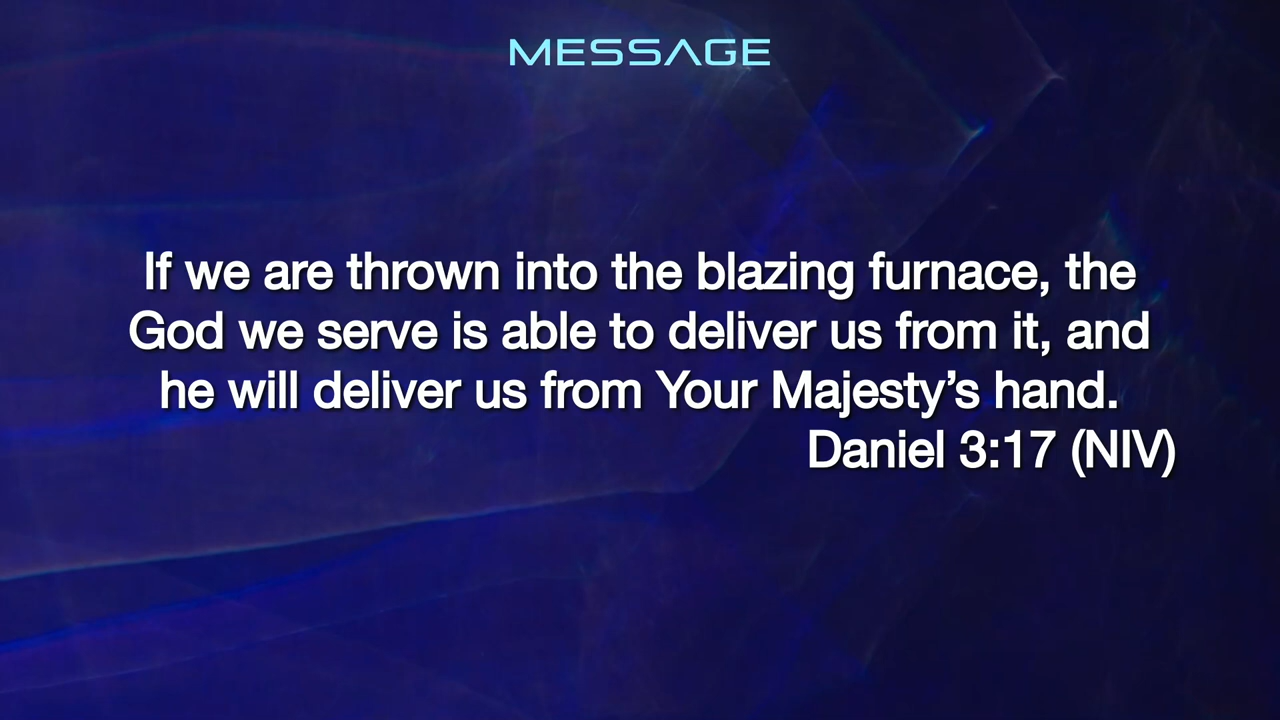 MESSAGE
If we are thrown into the blazing furnace, the
God we serve is able to deliver us from it, and
he will deliver us from Your Majesty’s hand.
Daniel 3:17 (NIV)